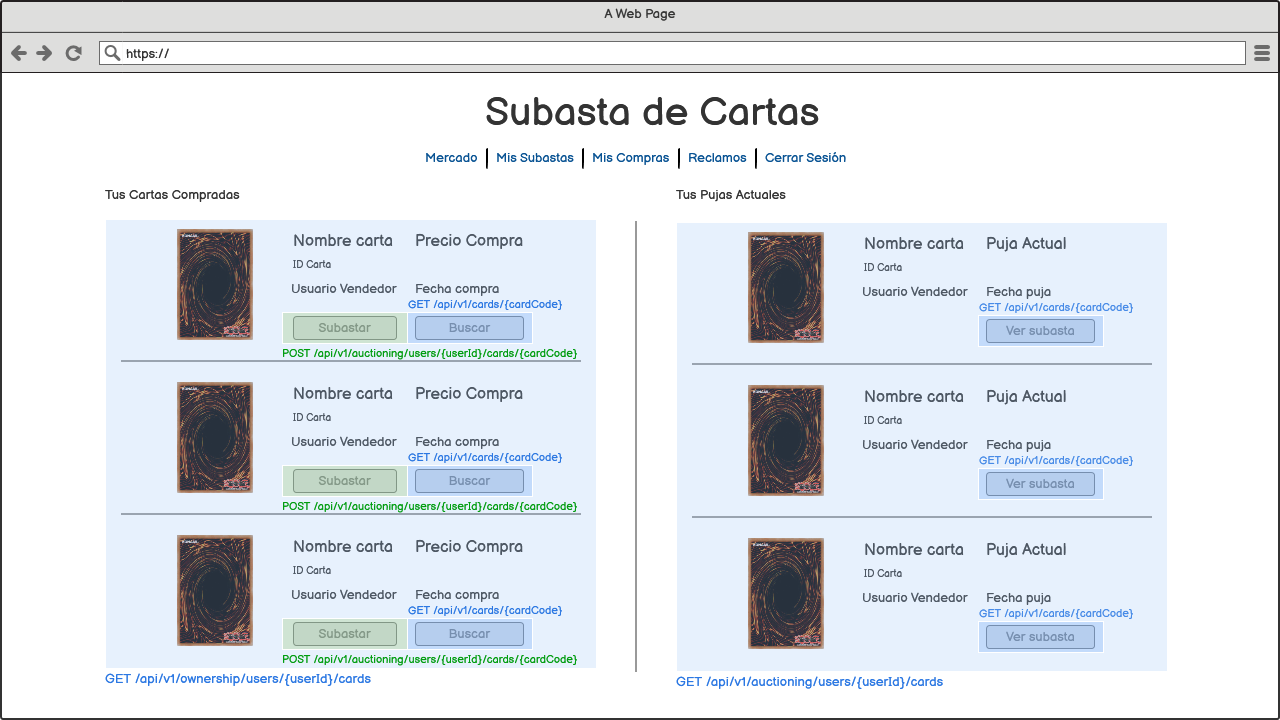 A Web Page
https://
Subasta de Cartas
Mercado
Mis Subastas
Mis Compras
Reclamos
Cerrar Sesión
Tus Cartas Compradas
Nombre carta Precio Compra
ID Carta
Usuario Vendedor Fecha compra
GET /api/v1/cards/{cardCode}
Subastar Buscar
POST /api/v1/auctioning/users/{userId}/cards/{cardCode}
Nombre carta Precio Compra
ID Carta
Usuario Vendedor Fecha compra
GET /api/v1/cards/{cardCode}
Subastar Buscar
POST /api/v1/auctioning/users/{userId}/cards/{cardCode}
Nombre carta Precio Compra
ID Carta
Usuario Vendedor Fecha compra
GET /api/v1/cards/{cardCode}
Subastar Buscar
POST /api/v1/auctioning/users/{userId}/cards/{cardCode}
GET /api/v1/ownership/users/{userId}/cards
Tus Pujas Actuales
Nombre carta Puja Actual
ID Carta
Usuario Vendedor Fecha puja
GET /api/v1/cards/{cardCode}
Ver subasta
Nombre carta Puja Actual
ID Carta
Usuario Vendedor Fecha puja
GET /api/v1/cards/{cardCode}
Ver subasta
Nombre carta Puja Actual
ID Carta
Usuario Vendedor Fecha puja
GET /api/v1/cards/{cardCode}
Ver subasta
GET /api/v1/auctioning/users/{userId}/cards